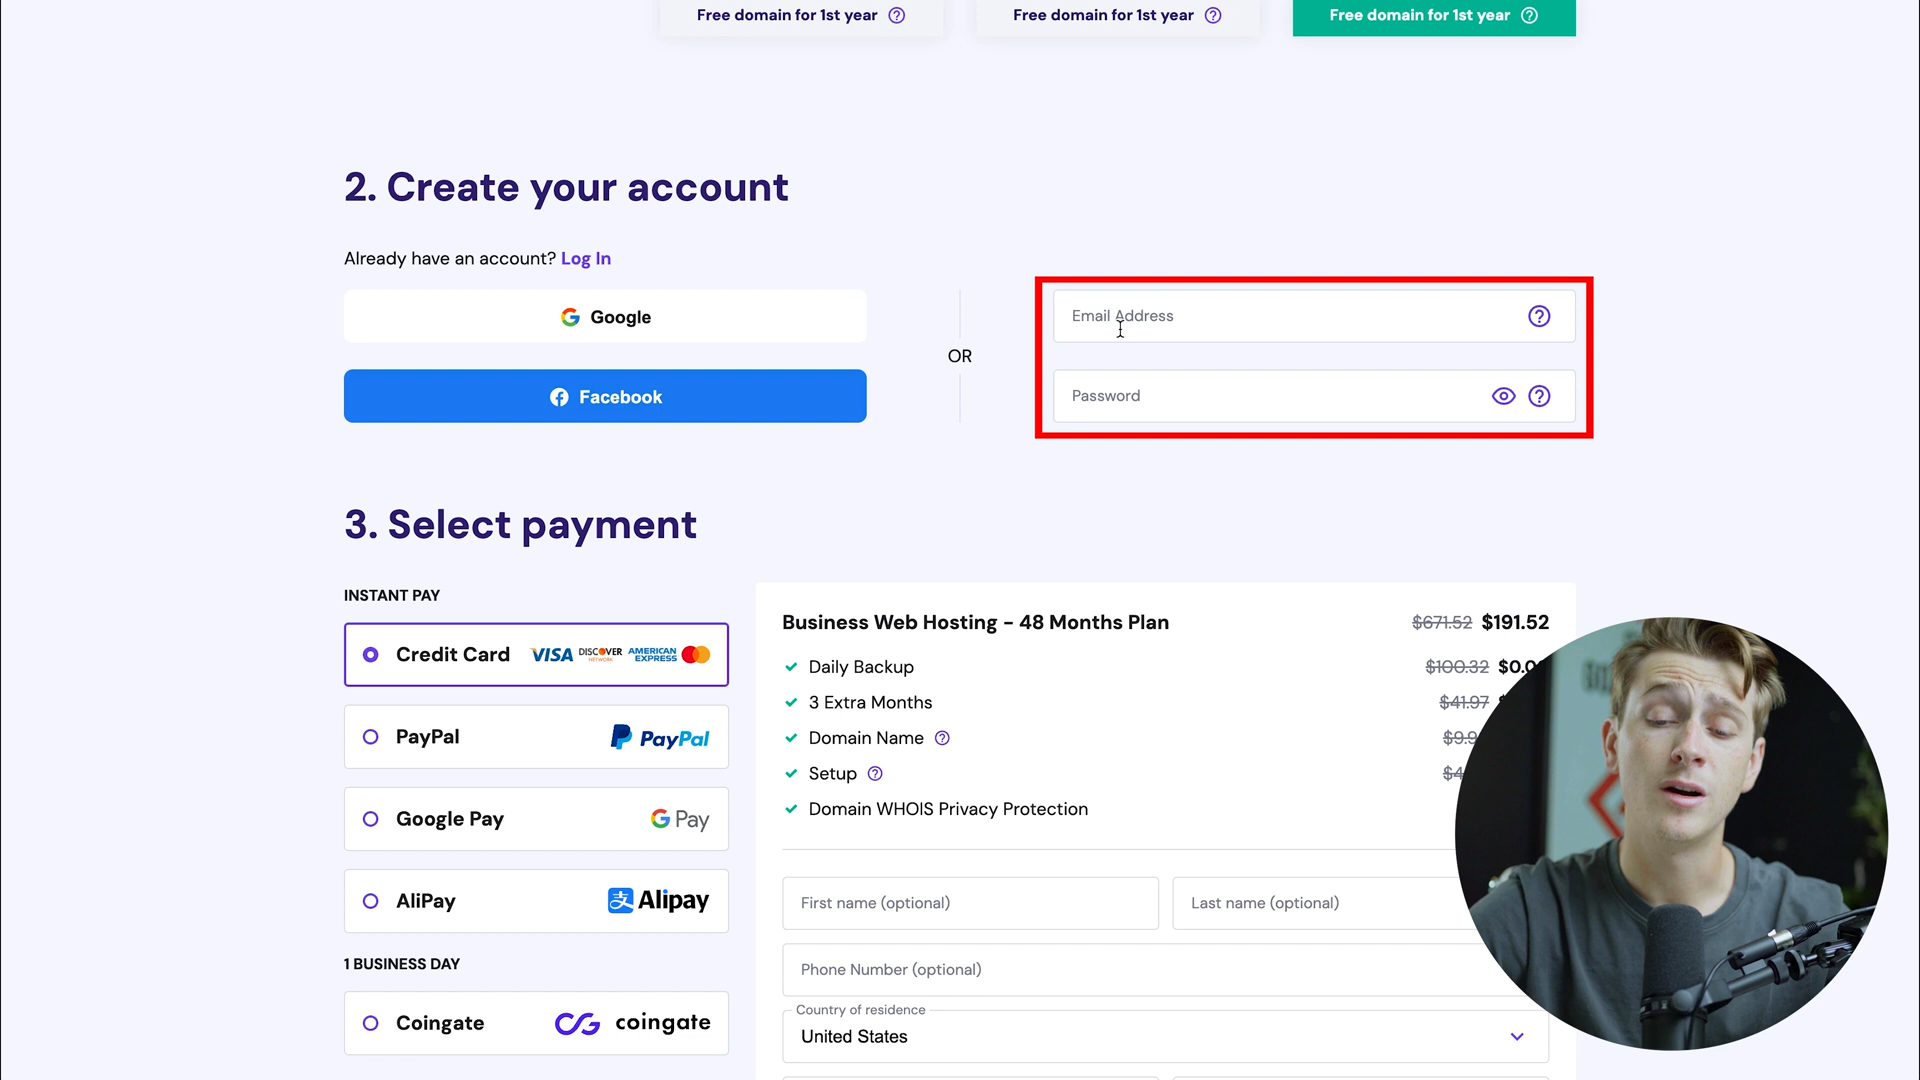 Free domain for 1st year
Free domain for 1st year
Free domain for 1st year
2. Create your account
Already have an account? Log In
Google
Facebook
OR
Email Address
Password
3. Select payment
INSTANT PAY
Credit Card VISA DISCOVER NETWORK AMERICAN EXPRESS
PayPal PayPal
Google Pay G Pay
AliPay 支 Alipay
1 BUSINESS DAY
Coingate coingate
Business Web Hosting - 48 Months Plan $671.52 $191.52
Daily Backup $100.32
3 Extra Months $41.97
Domain Name
Setup
Domain WHOIS Privacy Protection
First name (optional) Last name (optional)
Phone Number (optional)
Country of residence
United States